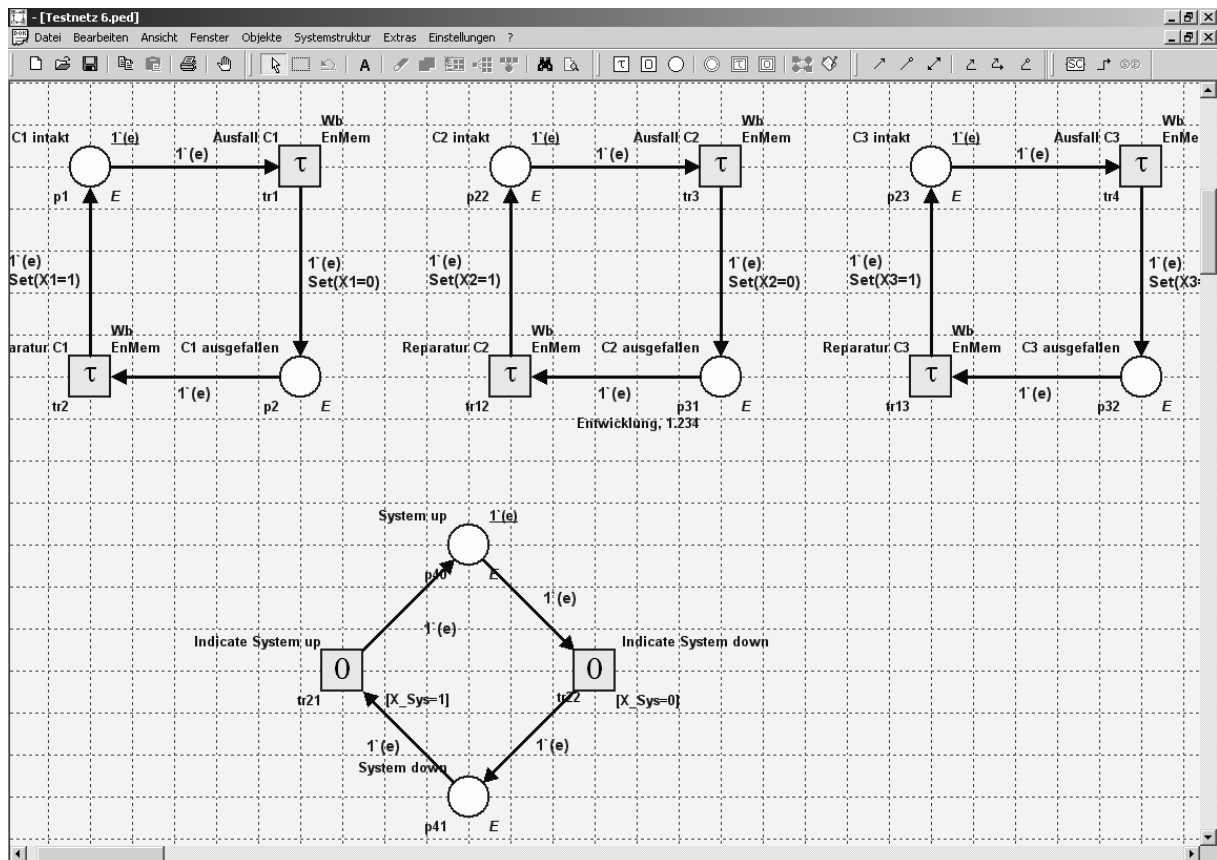 - [Testnetz 6.ped]
Datei Bearbeiten Ansicht Fenster Objekte Systemstruktur Extras Einstellungen ?
A τ 0 τ 0 SC
C1 intakt 1`(e) Ausfall C1 Wb EnMem
1`(e)
p1 E tr1 τ
1`(e)
Set(X1=1)
1`(e)
Set(X1=0)
aratur C1 Wb EnMem C1 ausgefallen
τ
1`(e)
tr2 p2 E
C2 intakt 1`(e) Ausfall C2 Wb EnMem
1`(e)
p22 E tr3 τ
1`(e)
Set(X2=1)
1`(e)
Set(X2=0)
Reparatur C2 Wb EnMem C2 ausgefallen
τ
1`(e)
tr12 p31 E
Entwicklung, 1.234
C3 intakt 1`(e) Ausfall C3 Wb EnMe
1`(e)
p23 E tr4 τ
1`(e)
Set(X3=1)
1`(e)
Set(X3=
Reparatur C3 Wb EnMem C3 ausgefallen
τ
1`(e)
tr13 p32 E
System up 1`(e)
p40 E
1`(e)
1`(e)
Indicate System up Indicate System down
0 0
tr21 [X_Sys=1] tr22 [X_Sys=0]
1`(e) 1`(e)
System down
p41 E